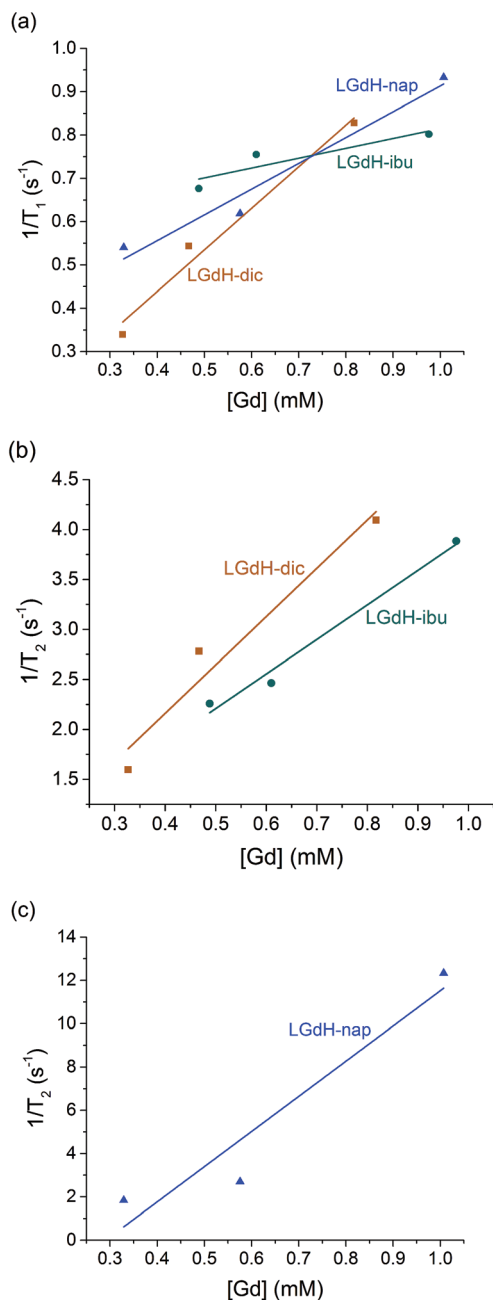 (a)
1/T₁ (s⁻¹)
1.0
0.9
0.8
0.7
0.6
0.5
0.4
0.3
LGdH-nap
LGdH-ibu
LGdH-dic
0.3 0.4 0.5 0.6 0.7 0.8 0.9 1.0
[Gd] (mM)
(b)
1/T₂ (s⁻¹)
4.5
4.0
3.5
3.0
2.5
2.0
1.5
LGdH-dic
LGdH-ibu
0.3 0.4 0.5 0.6 0.7 0.8 0.9 1.0
[Gd] (mM)
(c)
1/T₂ (s⁻¹)
14
12
10
8
6
4
2
0
LGdH-nap
0.3 0.4 0.5 0.6 0.7 0.8 0.9 1.0
[Gd] (mM)